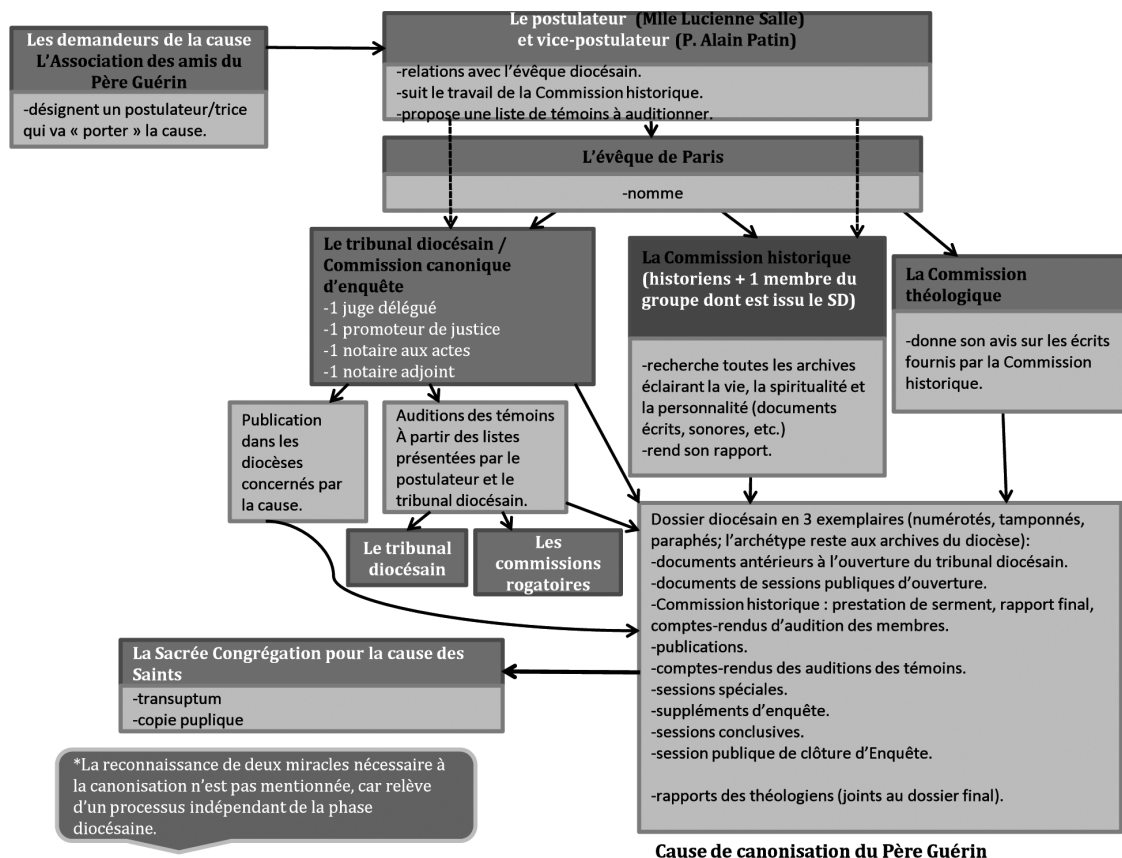 Les demandeurs de la cause
L'Association des amis du
Père Guérin
-désignent un postulateur/trice
qui va « porter » la cause.
Le postulateur (Mlle Lucienne Salle)
et vice-postulateur (P. Alain Patin)
-relations avec l'évêque diocésain.
-suit le travail de la Commission historique.
-propose une liste de témoins à auditionner.
L'évêque de Paris
-nomme
Le tribunal diocésain /
Commission canonique
d'enquête
-1 juge délégué
-1 promoteur de justice
-1 notaire aux actes
-1 notaire adjoint
La Commission historique
(historiens + 1 membre du
groupe dont est issu le SD)
-recherche toutes les archives
éclairant la vie, la spiritualité et
la personnalité (documents
écrits, sonores, etc.)
-rend son rapport.
La Commission
théologique
-donne son avis sur les écrits
fournis par la Commission
historique.
Publication
dans les
diocèses
concernés par
la cause.
Auditions des témoins
À partir des listes
présentées par le
postulateur et le
tribunal diocésain.
Le tribunal
diocésain
Les
commissions
rogatoires
Dossier diocésain en 3 exemplaires (numérotés, tamponnés,
paraphés; l'archétype reste aux archives du diocèse):
-documents antérieurs à l'ouverture du tribunal diocésain.
-documents de sessions publiques d'ouverture.
-Commission historique : prestation de serment, rapport final,
comptes-rendus d'audition des membres.
-publications.
-comptes-rendus des auditions des témoins.
-sessions spéciales.
-suppléments d'enquête.
-sessions conclusives.
-session publique de clôture d'Enquête.
-rapports des théologiens (joints au dossier final).
La Sacrée Congrégation pour la cause des
Saints
-transuptum
-copie puplique
*La reconnaissance de deux miracles nécessaire à
la canonisation n'est pas mentionnée, car relève
d'un processus indépendant de la phase
diocésaine.
Cause de canonisation du Père Guérin